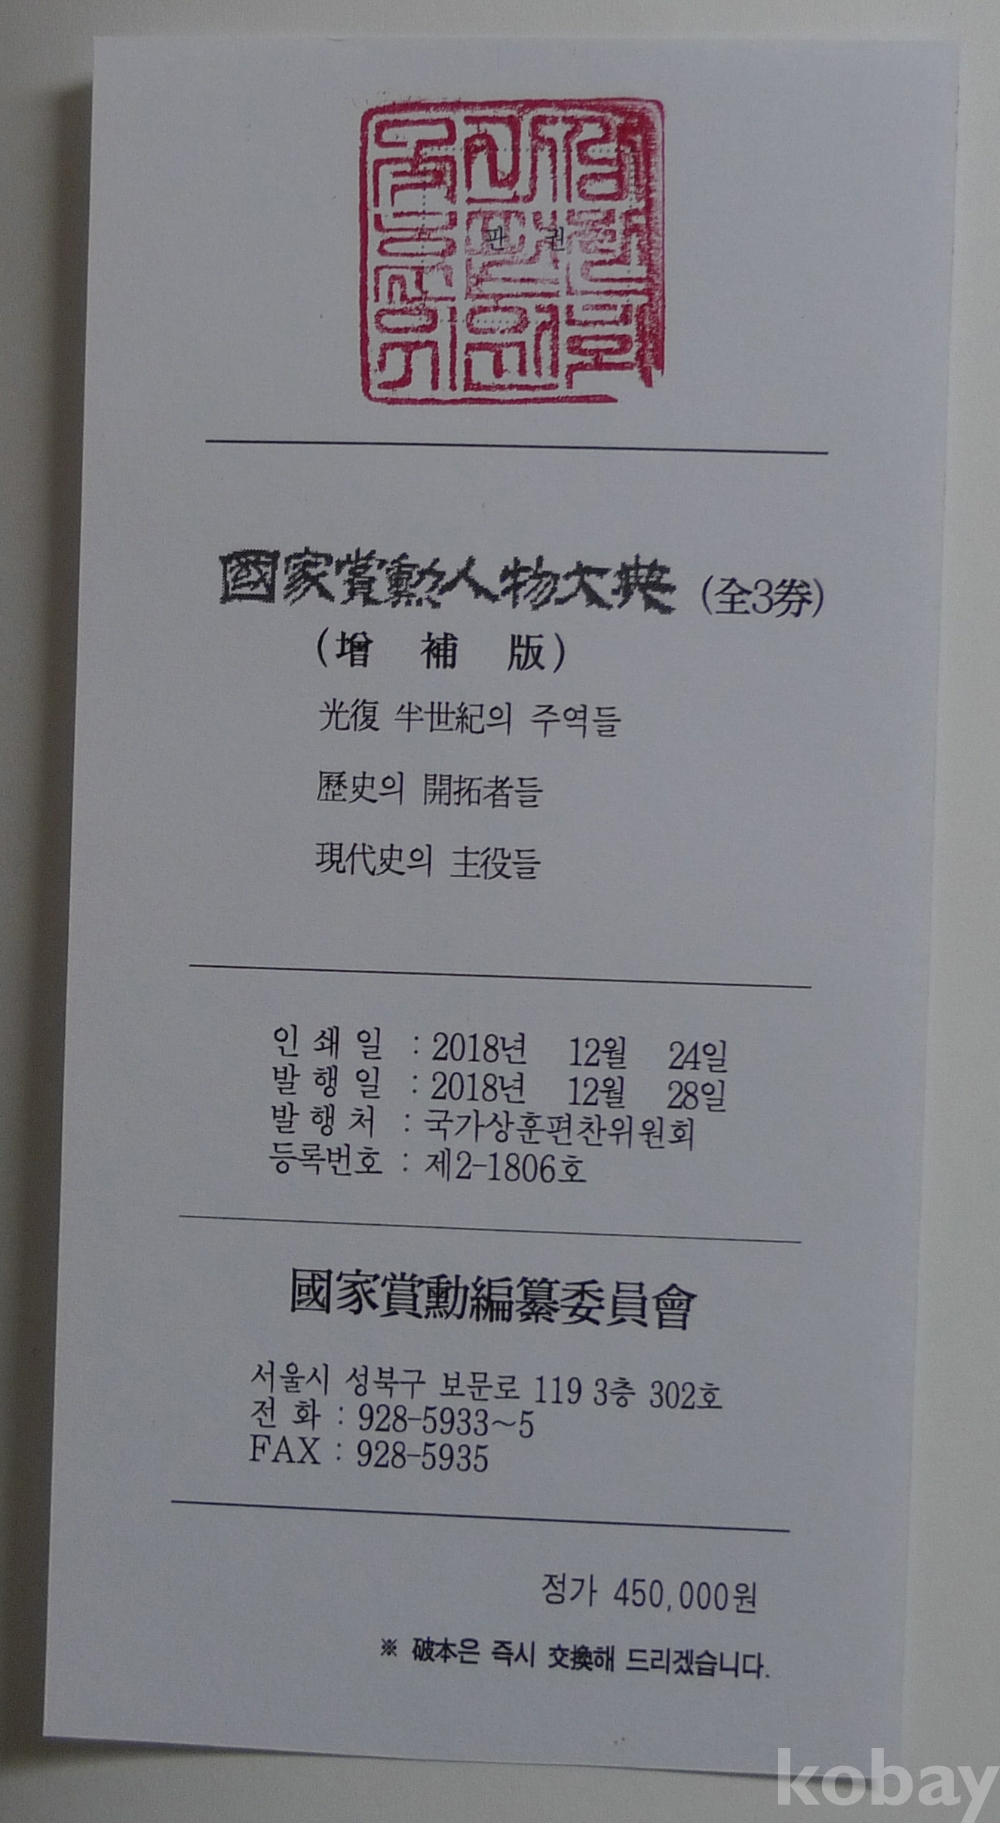 판 권
國家賞勳人物大典 (全3券)
(增 補 版)
光復 半世紀의 주역들
歷史의 開拓者들
現代史의 主役들
인 쇄 일 : 2018년 12월 24일
발 행 일 : 2018년 12월 28일
발 행 처 : 국가상훈편찬위원회
등록번호 : 제2-1806호
國家賞勳編纂委員會
서울시 성북구 보문로 119 3층 302호
전 화 : 928-5933~5
FAX : 928-5935
정가 450,000원
※ 破本은 즉시 交換해 드리겠습니다.
kobay